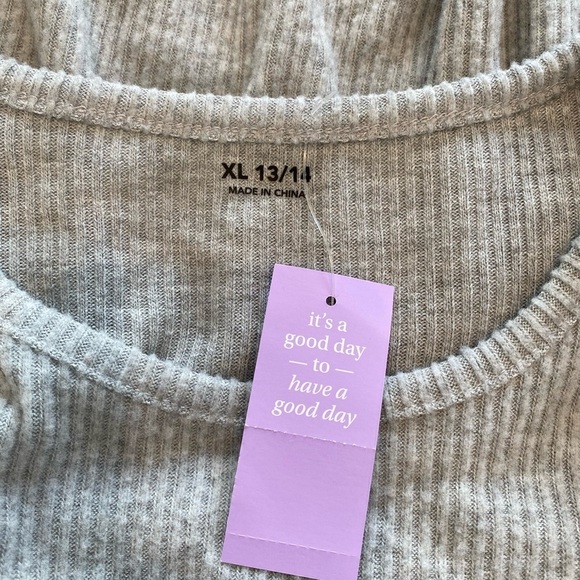 XL 13/14
MADE IN CHINA
it's a
good day
— to —
have a
good day